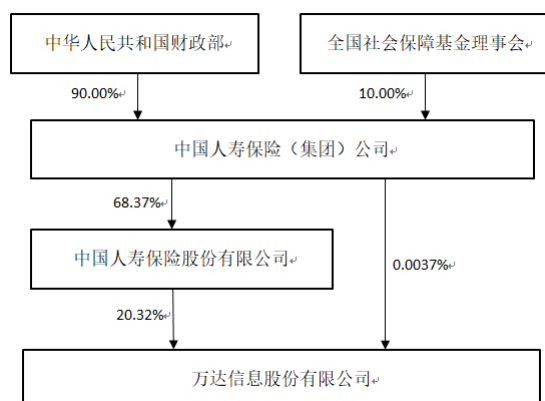 中华人民共和国财政部
全国社会保障基金理事会
90.00%
10.00%
中国人寿保险（集团）公司
68.37%
中国人寿保险股份有限公司
0.0037%
20.32%
万达信息股份有限公司